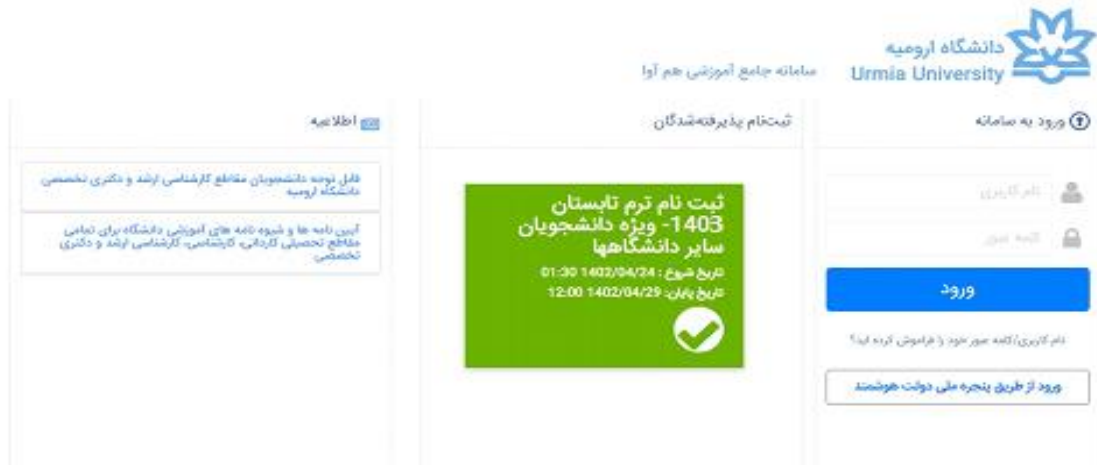 دانشگاه ارومیه
Urmia University
سامانه جامع آموزشی هم آوا
ورود به سامانه
نام کاربری
کلمه عبور
ورود
نام کاربری/کلمه عبور خود را فراموش کرده اید؟
ورود از طریق پنجره ملی دولت هوشمند
ثبت‌نام پذیرفته‌شدگان
ثبت نام ترم تابستان
1403- ویژه دانشجویان
سایر دانشگاهها
تاریخ شروع : 1402/04/24 01:30
تاریخ پایان: 1402/04/29 12:00
اطلاعیه
قابل توجه دانشجویان مقاطع کارشناسی ارشد و دکتری تخصصی
دانشگاه ارومیه
آیین نامه ها و شیوه نامه های آموزشی دانشگاه برای تمامی
مقاطع تحصیلی کاردانی، کارشناسی، کارشناسی ارشد و دکتری
تخصصی